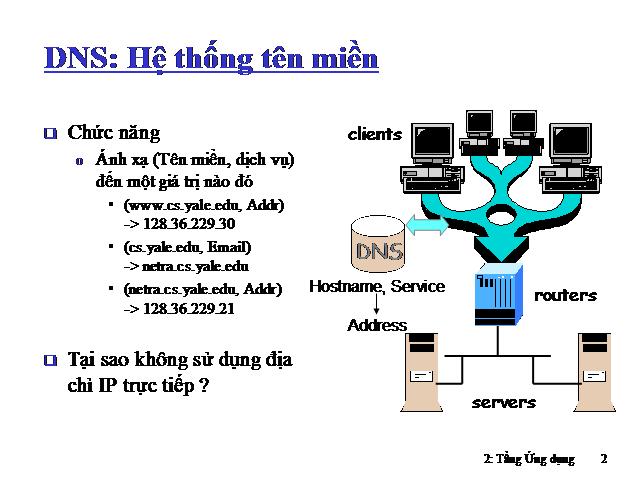 DNS: Hệ thống tên miền
Chức năng
Ánh xạ (Tên miền, dịch vụ)
đến một giá trị nào đó
(www.cs.yale.edu, Addr)
-> 128.36.229.30
(cs.yale.edu, Email)
-> netra.cs.yale.edu
(netra.cs.yale.edu, Addr)
-> 128.36.229.21
Tại sao không sử dụng địa
chỉ IP trực tiếp ?
clients
DNS
Hostname, Service
Address
routers
servers
2: Tầng Ứng dụng 2